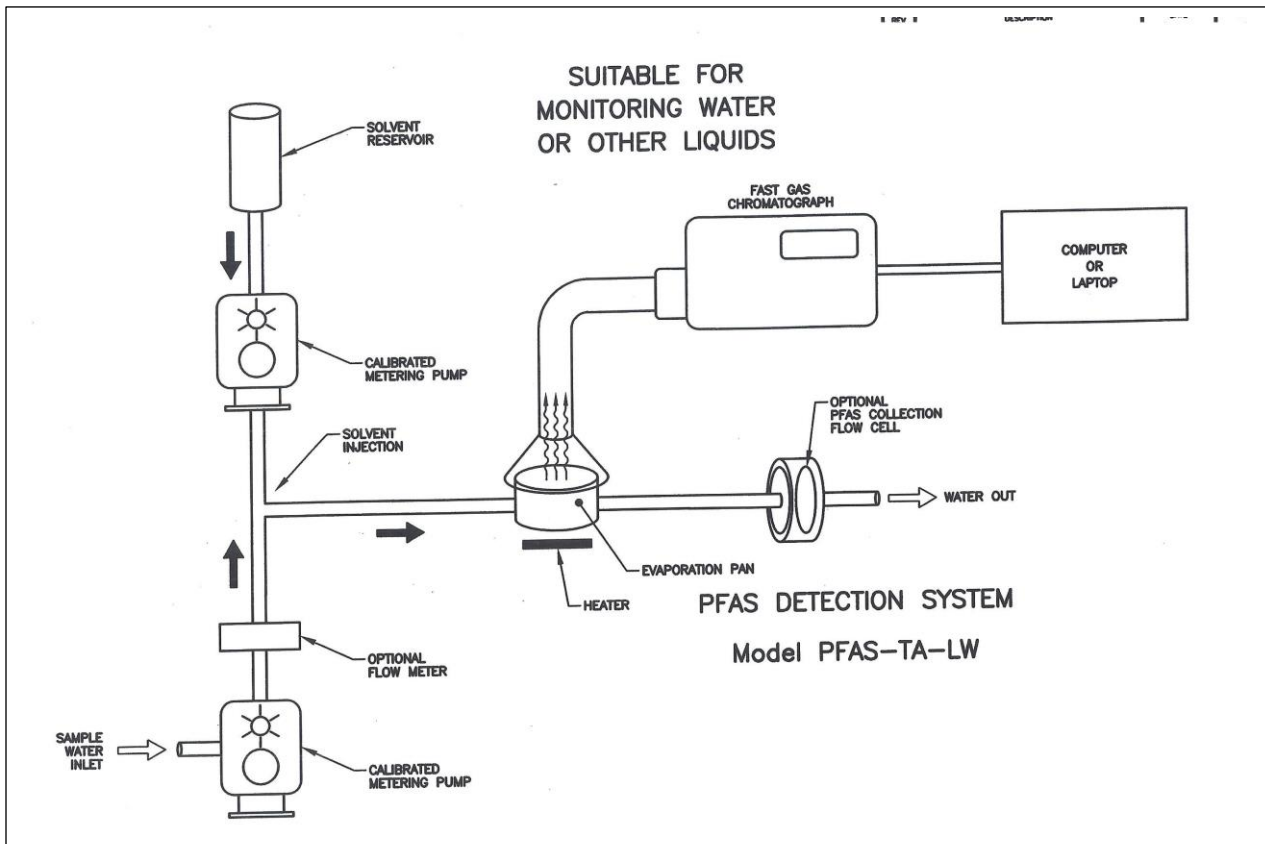 REV DESCRIPTION
SUITABLE FOR
MONITORING WATER
OR OTHER LIQUIDS
SOLVENT
RESERVOIR
FAST GAS
CHROMATOGRAPH
COMPUTER
OR
LAPTOP
CALIBRATED
METERING PUMP
OPTIONAL
PFAS COLLECTION
FLOW CELL
SOLVENT
INJECTION
WATER OUT
EVAPORATION PAN
HEATER
PFAS DETECTION SYSTEM
Model PFAS-TA-LW
OPTIONAL
FLOW METER
SAMPLE
WATER
INLET
CALIBRATED
METERING PUMP